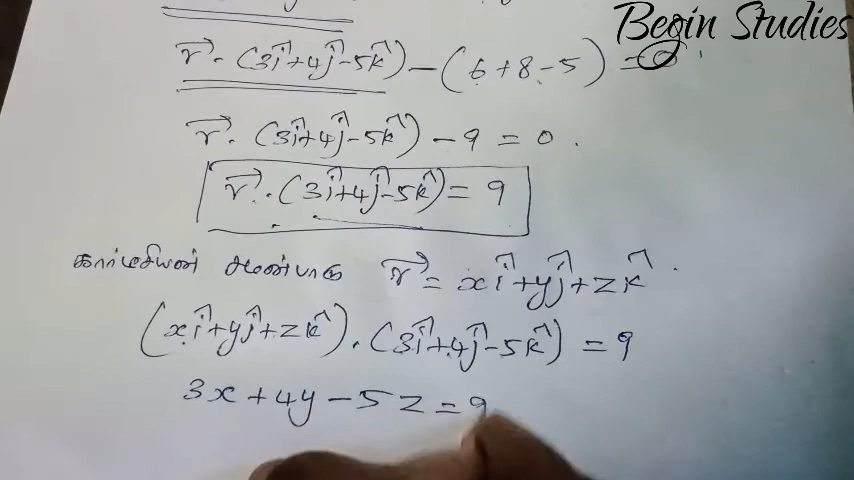 Begin Studies
r⃗ · (3î+4ĵ-5k̂) - (6+8-5) = 0
r⃗ · (3î+4ĵ-5k̂) - 9 = 0.
r⃗ · (3î+4ĵ-5k̂) = 9
கார்டீசியன் சமன்பாடு r⃗ = xî+yĵ+zk̂.
(xî+yĵ+zk̂) · (3î+4ĵ-5k̂) = 9
3x+4y-5z=9